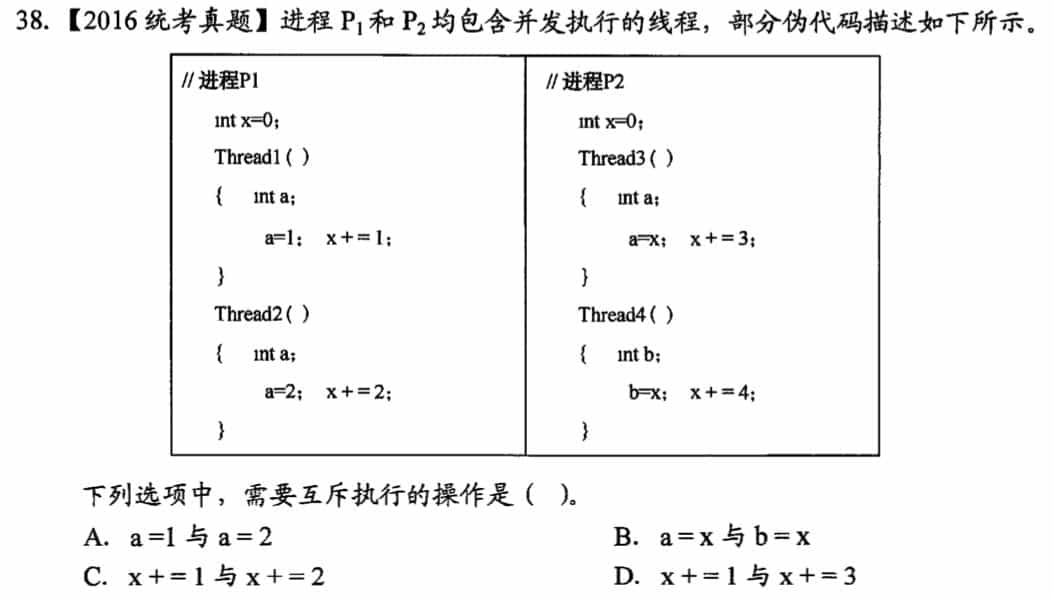 38.【2016 统考真题】进程 P1 和 P2 均包含并发执行的线程，部分伪代码描述如下所示。
// 进程P1
int x=0;
Thread1( )
{ int a;
a=1; x+=1;
}
Thread2( )
{ int a;
a=2; x+=2;
}
// 进程P2
int x=0;
Thread3( )
{ int a;
a=x; x+=3;
}
Thread4( )
{ int b;
b=x; x+=4;
}
下列选项中，需要互斥执行的操作是（ ）。
A. a=1 与 a=2
B. a=x 与 b=x
C. x+=1 与 x+=2
D. x+=1 与 x+=3